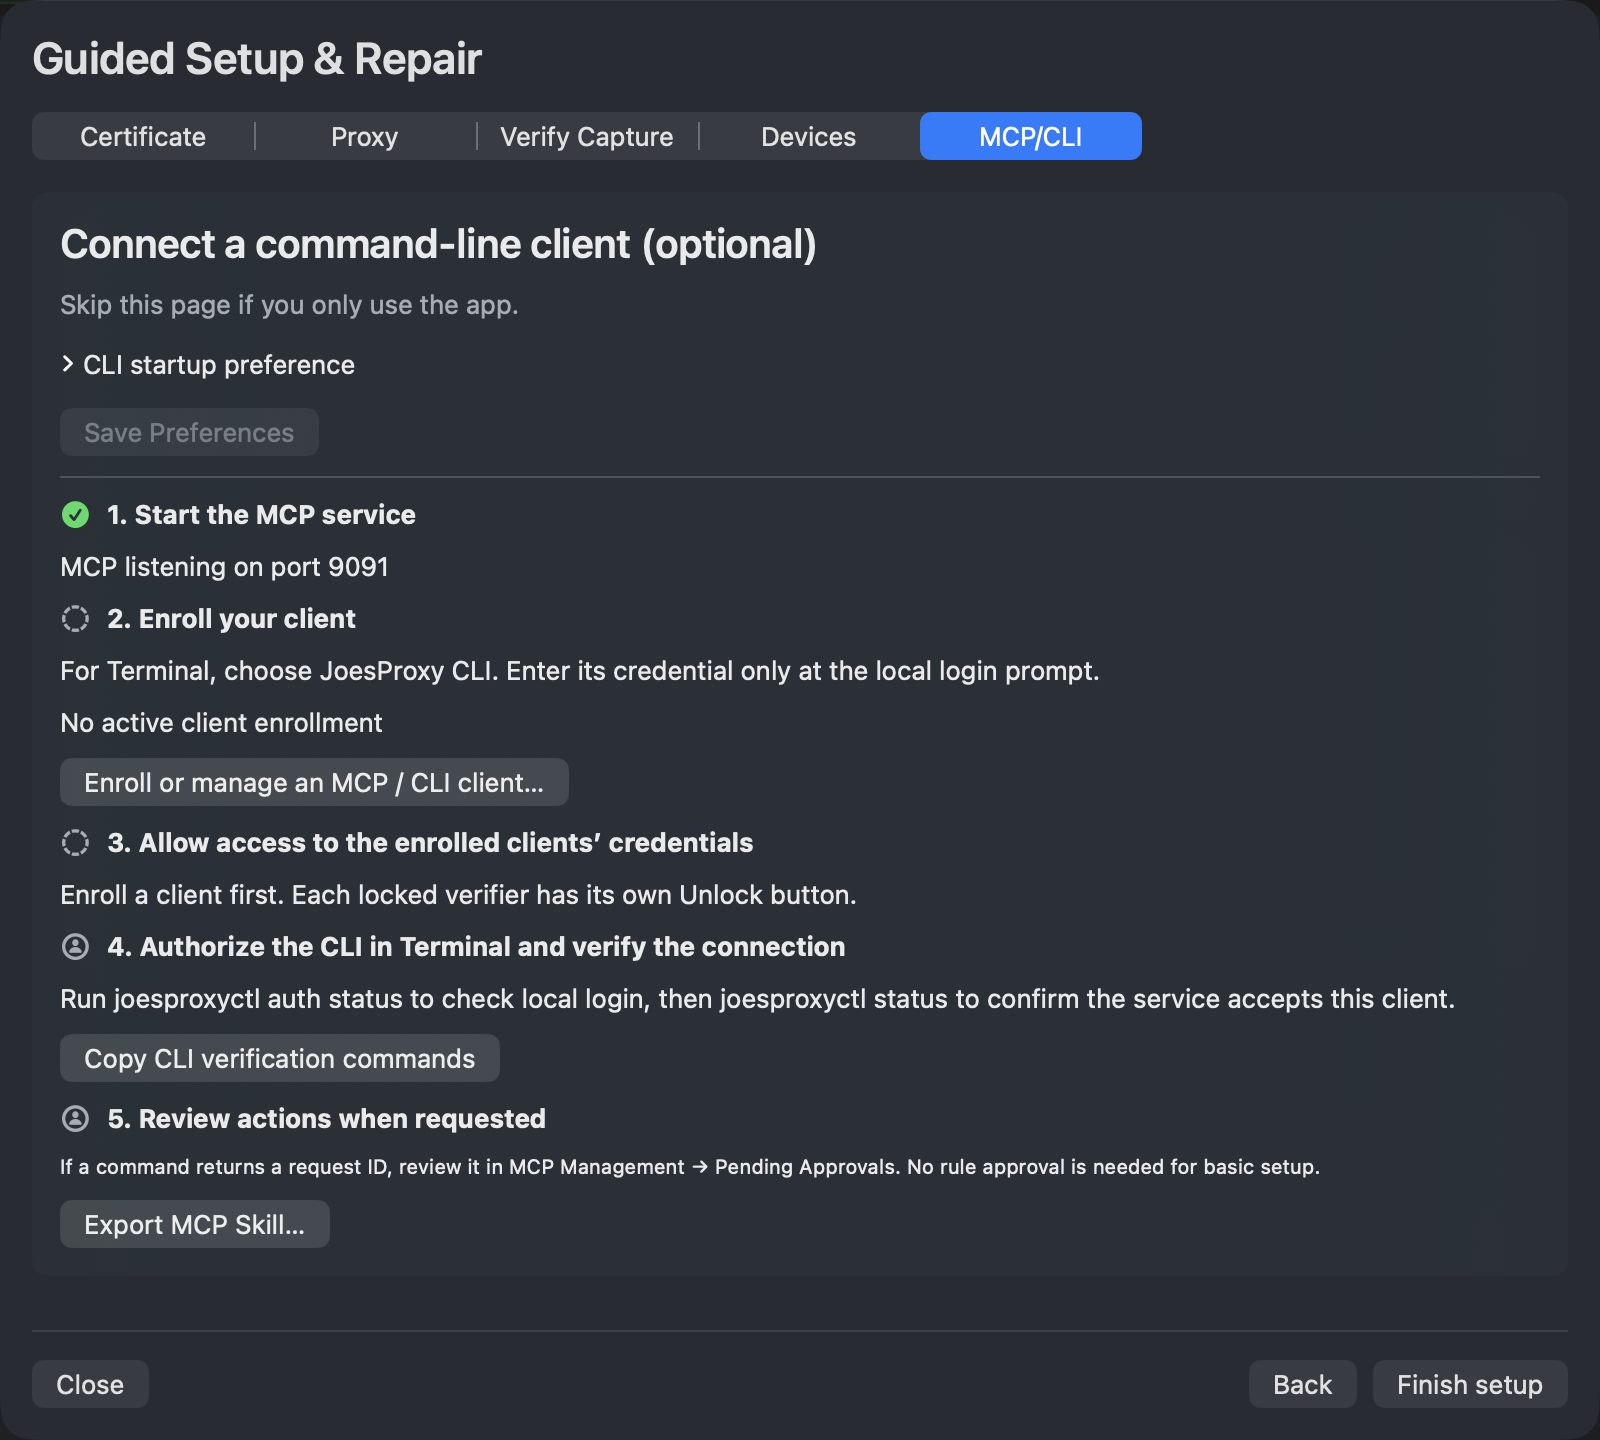 Guided Setup & Repair
Certificate
Proxy
Verify Capture
Devices
MCP/CLI
Connect a command-line client (optional)
Skip this page if you only use the app.
CLI startup preference
Save Preferences
1. Start the MCP service
MCP listening on port 9091
2. Enroll your client
For Terminal, choose JoesProxy CLI. Enter its credential only at the local login prompt.
No active client enrollment
Enroll or manage an MCP / CLI client...
3. Allow access to the enrolled clients’ credentials
Enroll a client first. Each locked verifier has its own Unlock button.
4. Authorize the CLI in Terminal and verify the connection
Run joesproxyctl auth status to check local login, then joesproxyctl status to confirm the service accepts this client.
Copy CLI verification commands
5. Review actions when requested
If a command returns a request ID, review it in MCP Management → Pending Approvals. No rule approval is needed for basic setup.
Export MCP Skill...
Close
Back
Finish setup